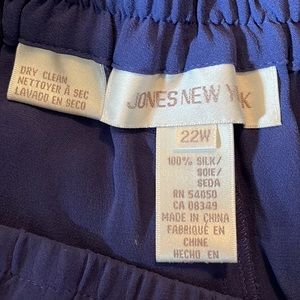 DRY CLEAN
NETTOYER À SEC
LAVADO EN SECO
JONES NEW
22W
100% SILK/
SOIE/
SEDA
RN 54050
CA 08349
MADE IN CHINA
FABRIQUÉ EN
CHINE
HECHO EN